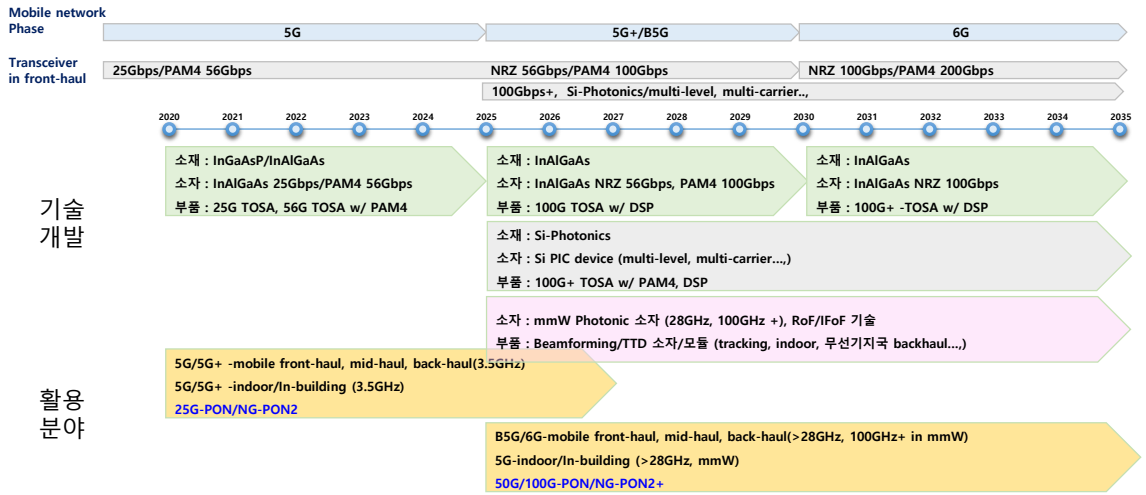 Mobile network
Phase
5G
5G+/B5G
6G
Transceiver
in front-haul
25Gbps/PAM4 56Gbps
NRZ 56Gbps/PAM4 100Gbps
NRZ 100Gbps/PAM4 200Gbps
100Gbps+, Si-Photonics/multi-level, multi-carrier..,
2020 2021 2022 2023 2024 2025 2026 2027 2028 2029 2030 2031 2032 2033 2034 2035
기술
개발
소재 : InGaAsP/InAlGaAs
소자 : InAlGaAs 25Gbps/PAM4 56Gbps
부품 : 25G TOSA, 56G TOSA w/ PAM4
소재 : InAlGaAs
소자 : InAlGaAs NRZ 56Gbps, PAM4 100Gbps
부품 : 100G TOSA w/ DSP
소재 : InAlGaAs
소자 : InAlGaAs NRZ 100Gbps
부품 : 100G+ -TOSA w/ DSP
소재 : Si-Photonics
소자 : Si PIC device (multi-level, multi-carrier...,)
부품 : 100G+ TOSA w/ PAM4, DSP
소자 : mmW Photonic 소자 (28GHz, 100GHz +), RoF/IFoF 기술
부품 : Beamforming/TTD 소자/모듈 (tracking, indoor, 무선기지국 backhaul...,)
활용
분야
5G/5G+ -mobile front-haul, mid-haul, back-haul(3.5GHz)
5G/5G+ -indoor/In-building (3.5GHz)
25G-PON/NG-PON2
B5G/6G-mobile front-haul, mid-haul, back-haul(>28GHz, 100GHz+ in mmW)
5G-indoor/In-building (>28GHz, mmW)
50G/100G-PON/NG-PON2+